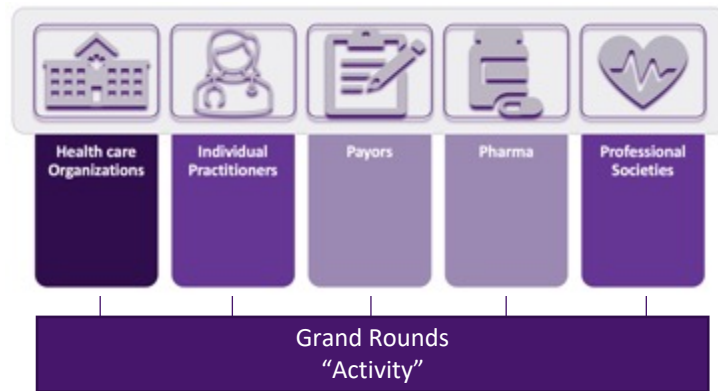 Health care
Organizations
Individual
Practitioners
Payors
Pharma
Professional
Societies
Grand Rounds
“Activity”